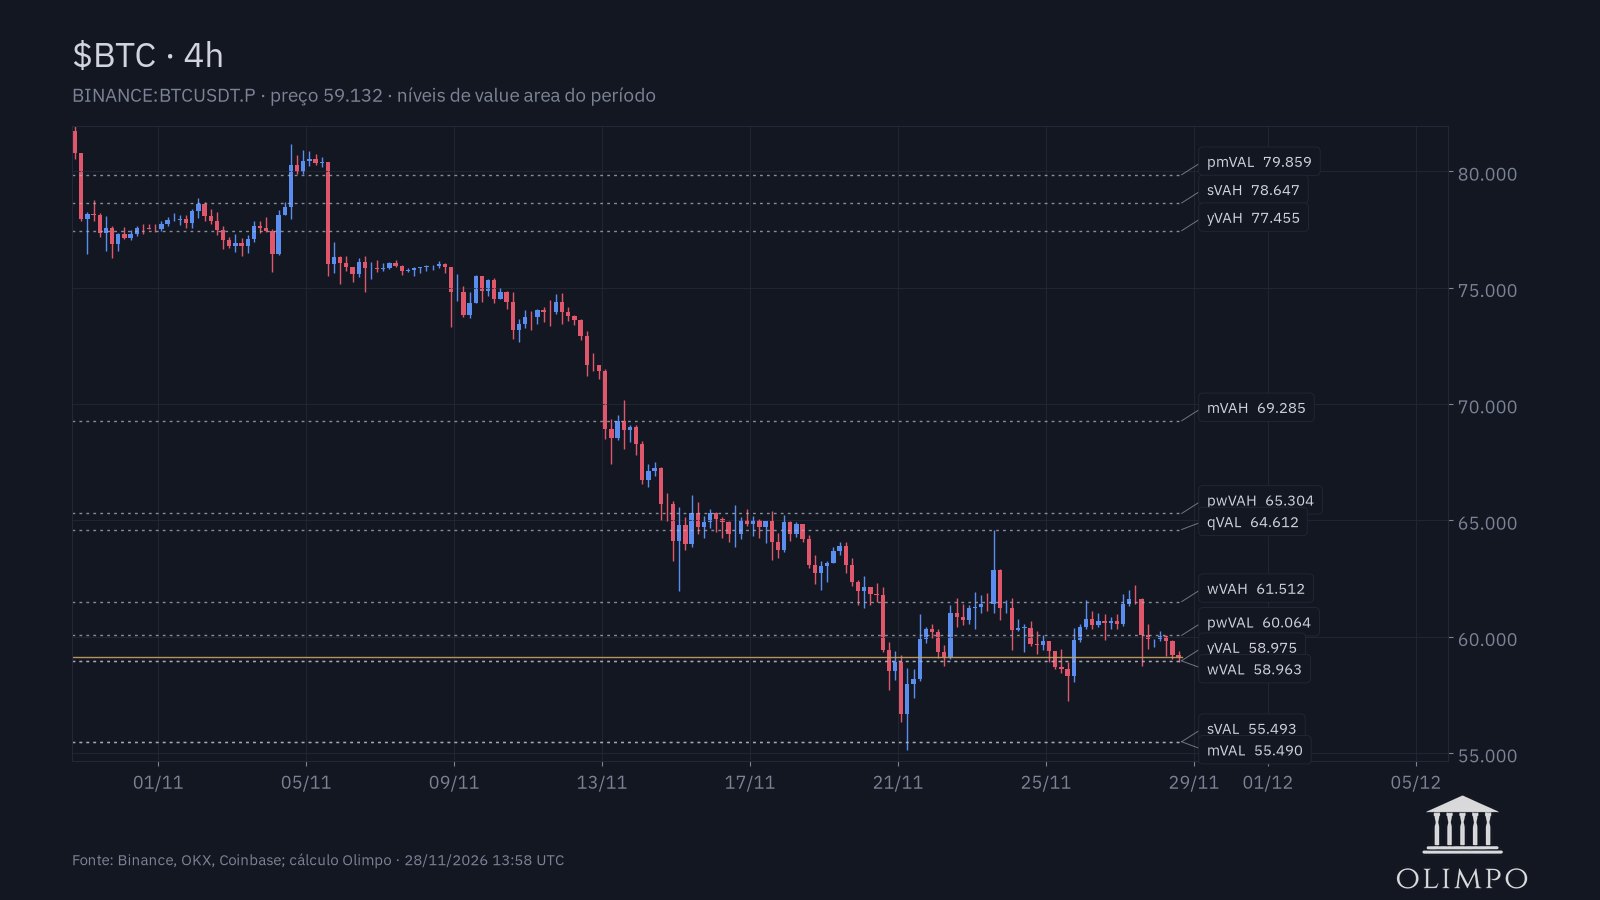 $BTC · 4h
BINANCE:BTCUSDT.P · preço 59.132 · níveis de value area do período
pmVAL 79.859
80.000
sVAH 78.647
yVAH 77.455
75.000
mVAH 69.285
70.000
pwVAH 65.304
qVAL 64.612
65.000
wVAH 61.512
pwVAL 60.064
60.000
yVAL 58.975
wVAL 58.963
sVAL 55.493
mVAL 55.490
55.000
01/11 05/11 09/11 13/11 17/11 21/11 25/11 29/11 01/12 05/12
Fonte: Binance, OKX, Coinbase; cálculo Olimpo · 28/11/2026 13:58 UTC
OLIMPO